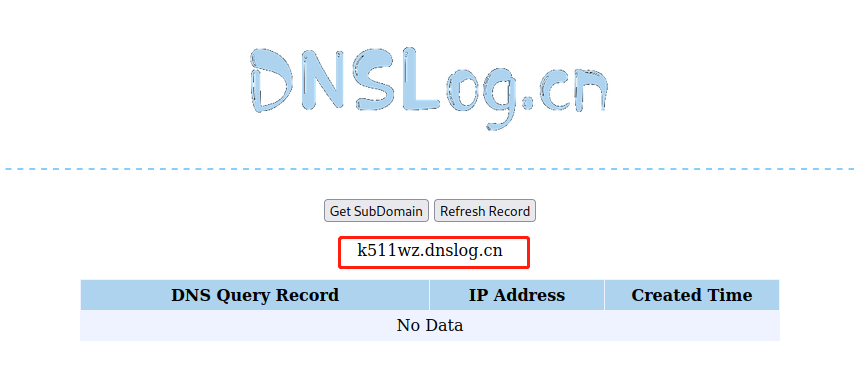 DNSLog.cn
Get SubDomain Refresh Record
k511wz.dnslog.cn
DNS Query Record IP Address Created Time
No Data